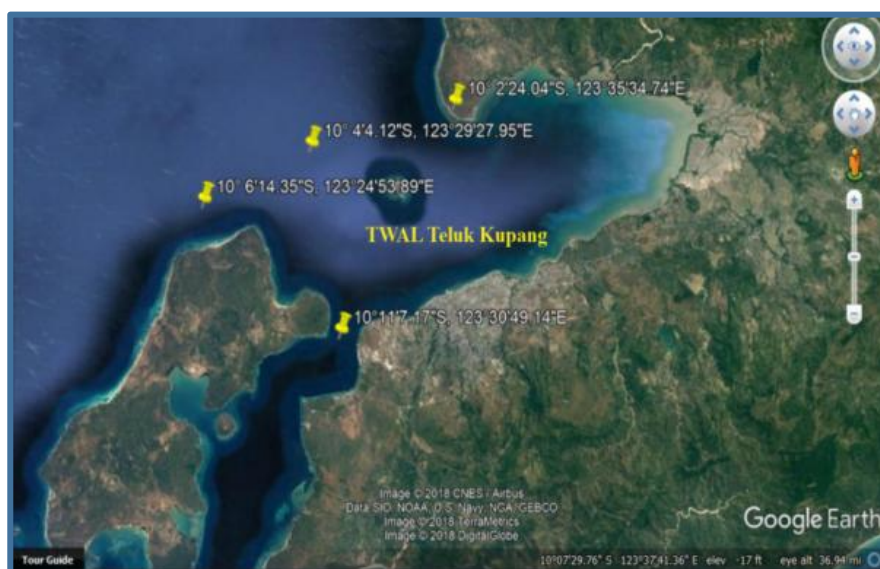 10° 2'24.04"S, 123°35'34.74"E
10° 4'4.12"S, 123°29'27.95"E
10° 6'14.35"S, 123°24'53.89"E
TWAL Teluk Kupang
10°11'7.17"S, 123°30'49.14"E
Image © 2018 CNES / Airbus
Data SIO, NOAA, U.S. Navy, NGA, GEBCO
Image © 2018 TerraMetrics
Image © 2018 DigitalGlobe
Google Earth
Tour Guide
10°07'29.76" S 123°37'41.36" E elev -17 ft eye alt 36.94 mi